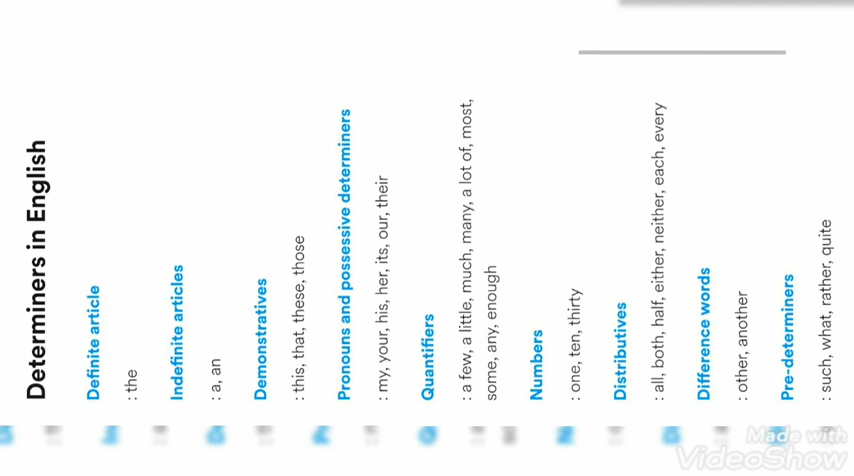 Determiners in English
Definite article
: the
Indefinite articles
: a, an
Demonstratives
: this, that, these, those
Pronouns and possessive determiners
: my, your, his, her, its, our, their
Quantifiers
: a few, a little, much, many, a lot of, most,
some, any, enough
Numbers
: one, ten, thirty
Distributives
: all, both, half, either, neither, each, every
Difference words
: other, another
Pre-determiners
: such, what, rather, quite
Made with
VideoShow